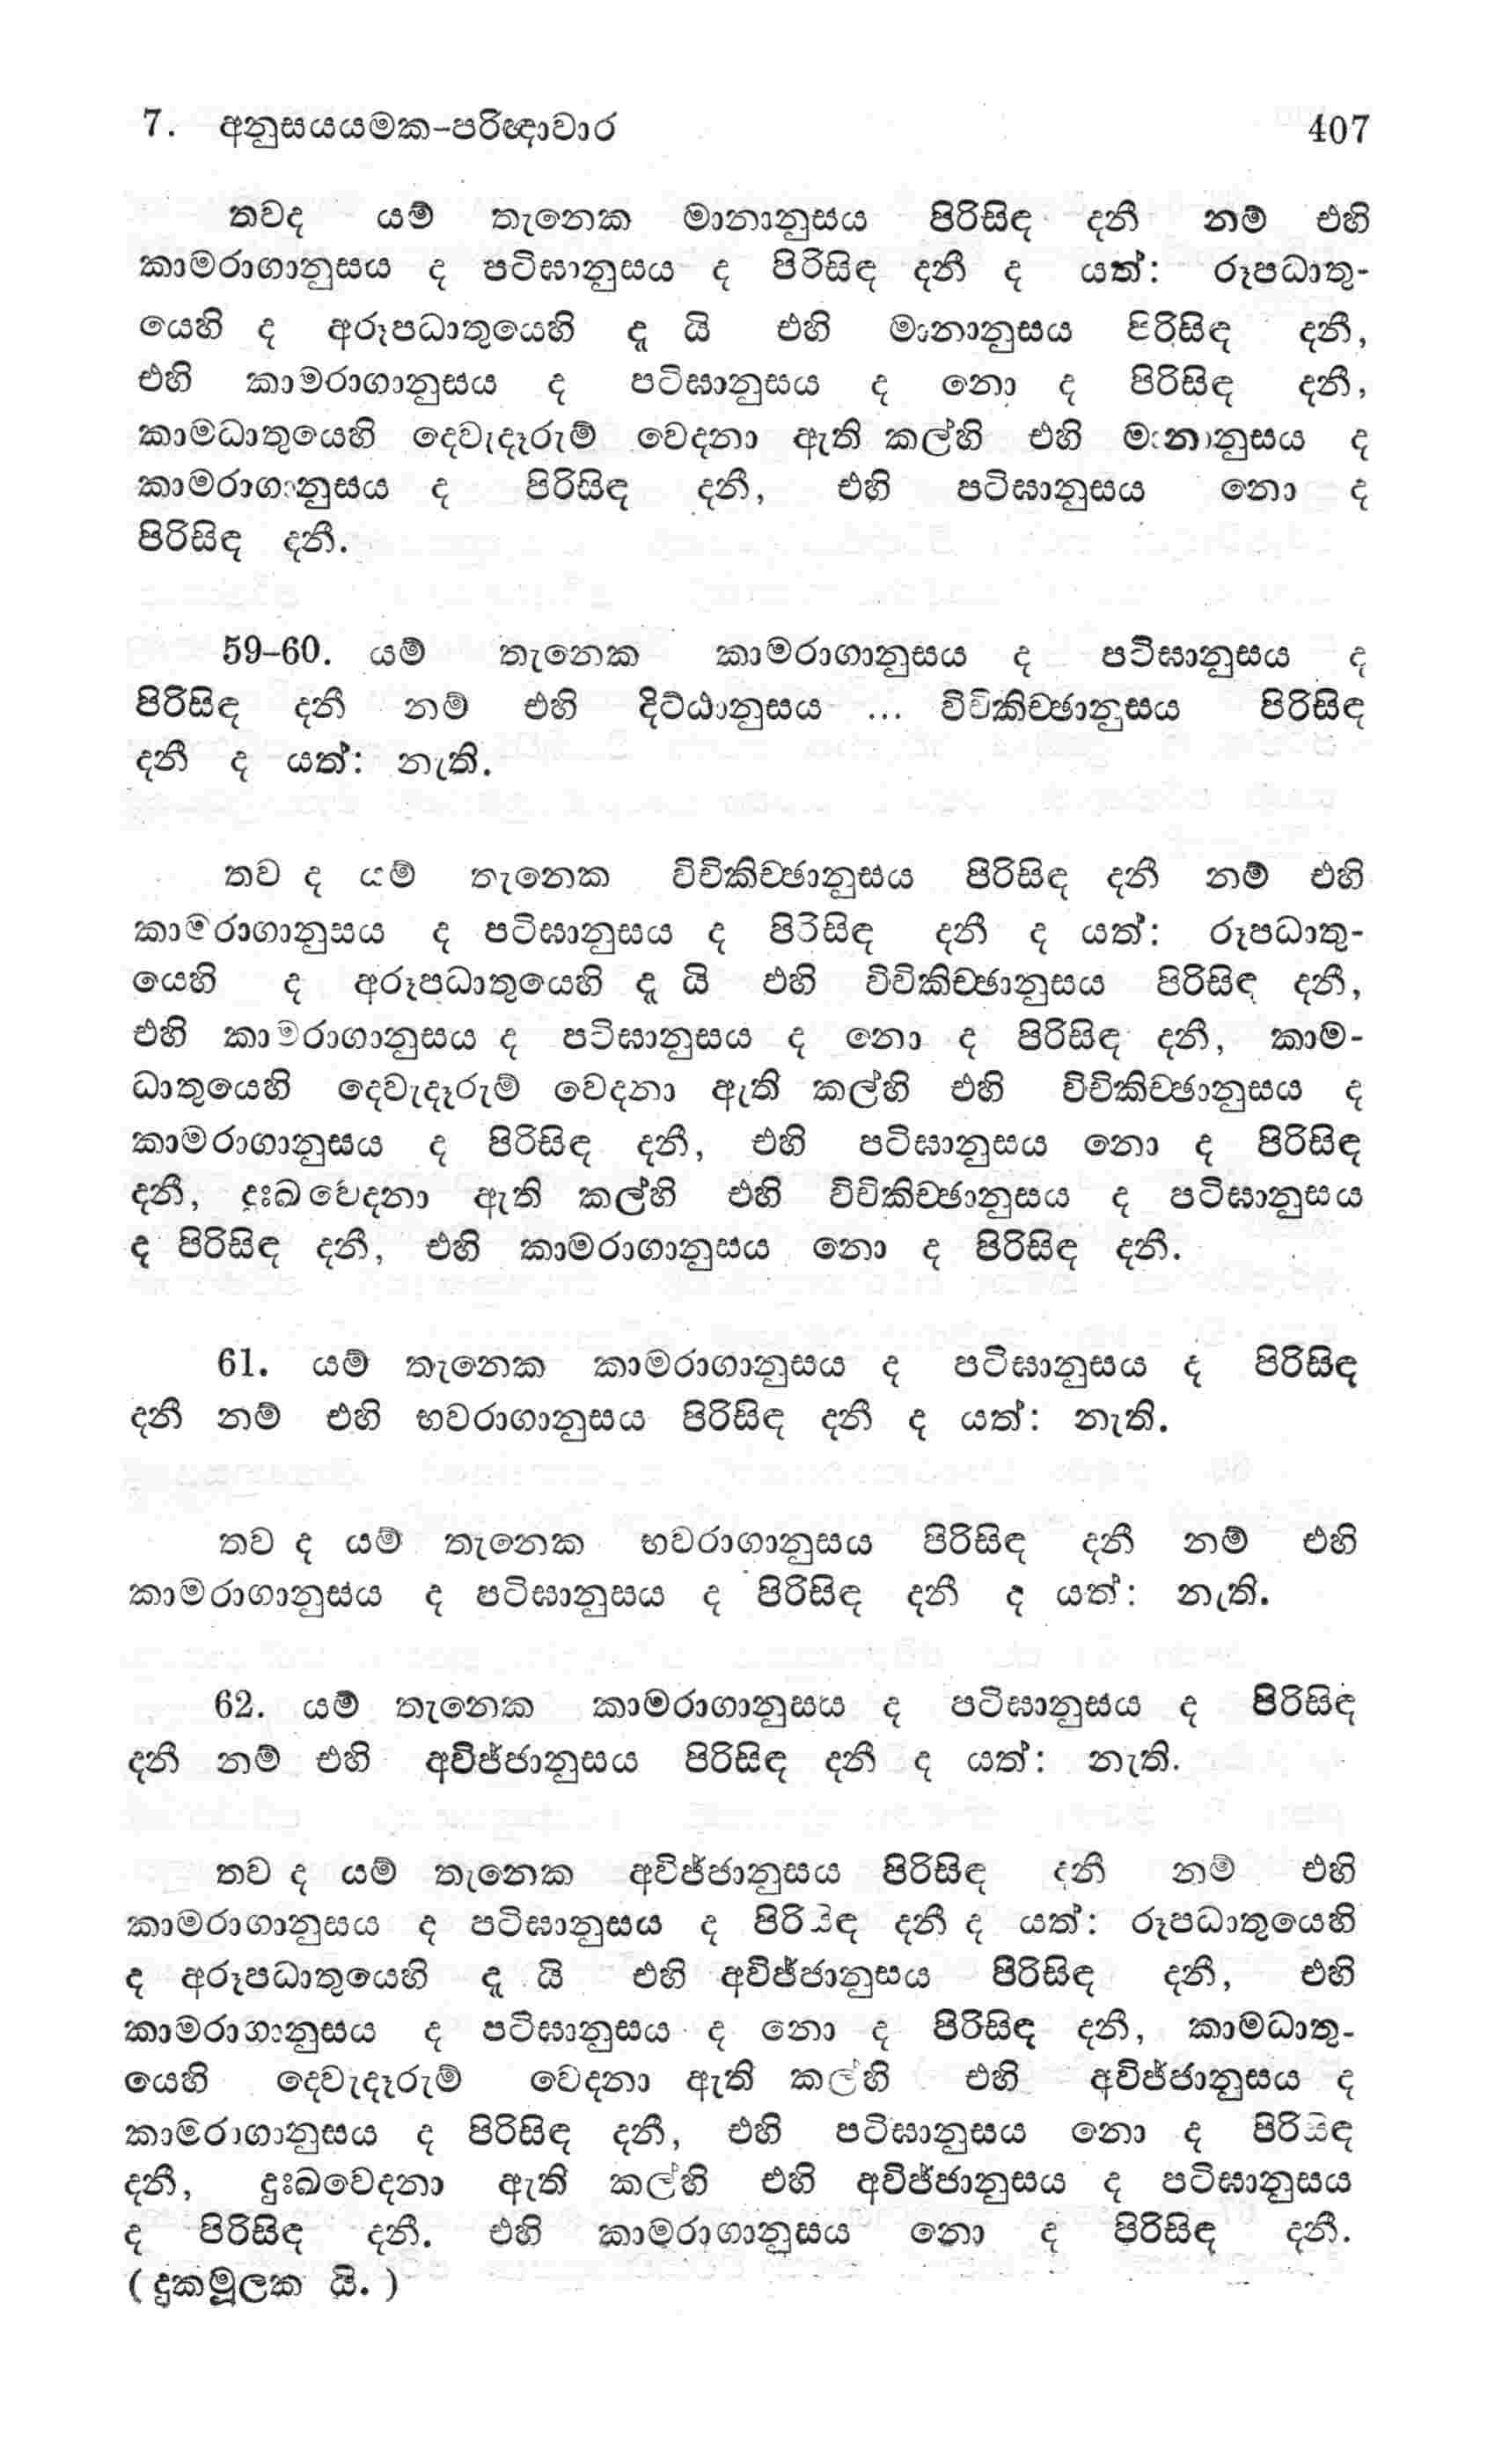 7. අනුසයයමක-පරිඥාවාර 407
තවද යම් තැනෙක මානානුසය පිරිසිඳ දනී නම් එහි
කාමරාගානුසය ද පටිඝානුසය ද පිරිසිඳ දනී ද යත්: රූපධාතු-
යෙහි ද අරූපධාතුයෙහි දැ යි එහි මානානුසය පිරිසිඳ දනී,
එහි කාමරාගානුසය ද පටිඝානුසය ද නො ද පිරිසිඳ දනී,
කාමධාතුයෙහි දෙවැදෑරුම් වෙදනා ඇති කල්හි එහි මානානුසය ද
කාමරාගානුසය ද පිරිසිඳ දනී, එහි පටිඝානුසය නො ද
පිරිසිඳ දනී.
59-60. යම් තැනෙක කාමරාගානුසය ද පටිඝානුසය ද
පිරිසිඳ දනී නම් එහි දිට්ඨානුසය ... විචිකිච්ඡානුසය පිරිසිඳ
දනී ද යත්: නැති.
තව ද යම් තැනෙක විචිකිච්ඡානුසය පිරිසිඳ දනී නම් එහි
කාමරාගානුසය ද පටිඝානුසය ද පිරිසිඳ දනී ද යත්: රූපධාතු-
යෙහි ද අරූපධාතුයෙහි දැ යි එහි විචිකිච්ඡානුසය පිරිසිඳ දනී,
එහි කාමරාගානුසය ද පටිඝානුසය ද නො ද පිරිසිඳ දනී, කාම-
ධාතුයෙහි දෙවැදෑරුම් වෙදනා ඇති කල්හි එහි විචිකිච්ඡානුසය ද
කාමරාගානුසය ද පිරිසිඳ දනී, එහි පටිඝානුසය නො ද පිරිසිඳ
දනී, දුඃඛවෙදනා ඇති කල්හි එහි විචිකිච්ඡානුසය ද පටිඝානුසය
ද පිරිසිඳ දනී, එහි කාමරාගානුසය නො ද පිරිසිඳ දනී.
61. යම් තැනෙක කාමරාගානුසය ද පටිඝානුසය ද පිරිසිඳ
දනී නම් එහි භවරාගානුසය පිරිසිඳ දනී ද යත්: නැති.
තව ද යම් තැනෙක භවරාගානුසය පිරිසිඳ දනී නම් එහි
කාමරාගානුසය ද පටිඝානුසය ද පිරිසිඳ දනී ද යත්: නැති.
62. යම් තැනෙක කාමරාගානුසය ද පටිඝානුසය ද පිරිසිඳ
දනී නම් එහි අවිජ්ජානුසය පිරිසිඳ දනී ද යත්: නැති.
තව ද යම් තැනෙක අවිජ්ජානුසය පිරිසිඳ දනී නම් එහි
කාමරාගානුසය ද පටිඝානුසය ද පිරිසිඳ දනී ද යත්: රූපධාතුයෙහි
ද අරූපධාතුයෙහි දැ යි එහි අවිජ්ජානුසය පිරිසිඳ දනී, එහි
කාමරාගානුසය ද පටිඝානුසය ද නො ද පිරිසිඳ දනී, කාමධාතු-
යෙහි දෙවැදෑරුම් වෙදනා ඇති කල්හි එහි අවිජ්ජානුසය ද
කාමරාගානුසය ද පිරිසිඳ දනී, එහි පටිඝානුසය නො ද පිරිසිඳ
දනී, දුඃඛවෙදනා ඇති කල්හි එහි අවිජ්ජානුසය ද පටිඝානුසය
ද පිරිසිඳ දනී. එහි කාමරාගානුසය නො ද පිරිසිඳ දනී.
(දුකමූලක යි.)